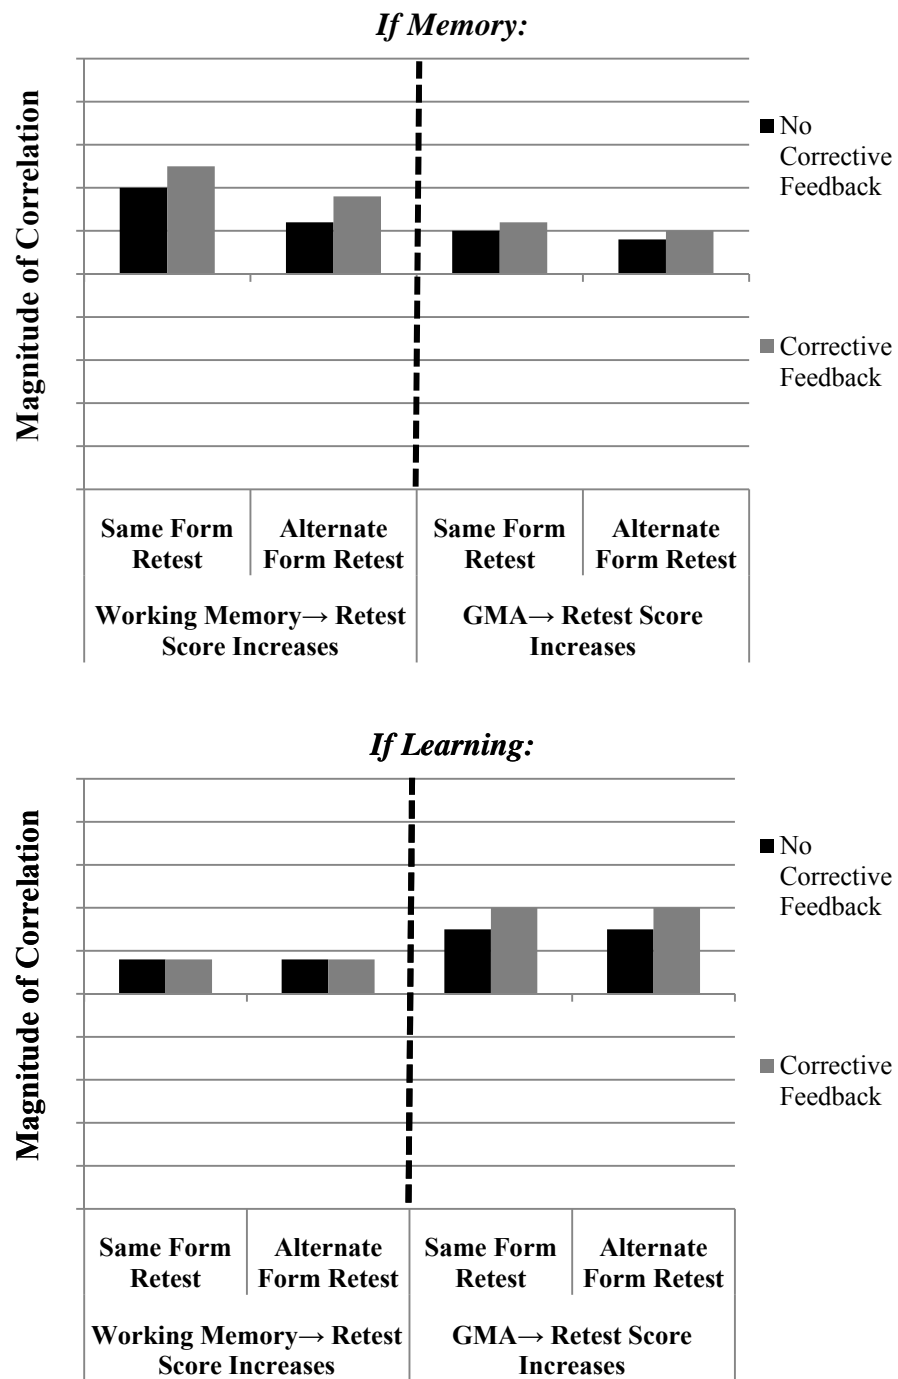 If Memory:
Magnitude of Correlation
No
Corrective
Feedback
Corrective
Feedback
Same Form
Retest
Alternate
Form Retest
Same Form
Retest
Alternate
Form Retest
Working Memory→ Retest
Score Increases
GMA→ Retest Score
Increases
If Learning:
Magnitude of Correlation
No
Corrective
Feedback
Corrective
Feedback
Same Form
Retest
Alternate
Form Retest
Same Form
Retest
Alternate
Form Retest
Working Memory→ Retest
Score Increases
GMA→ Retest Score
Increases